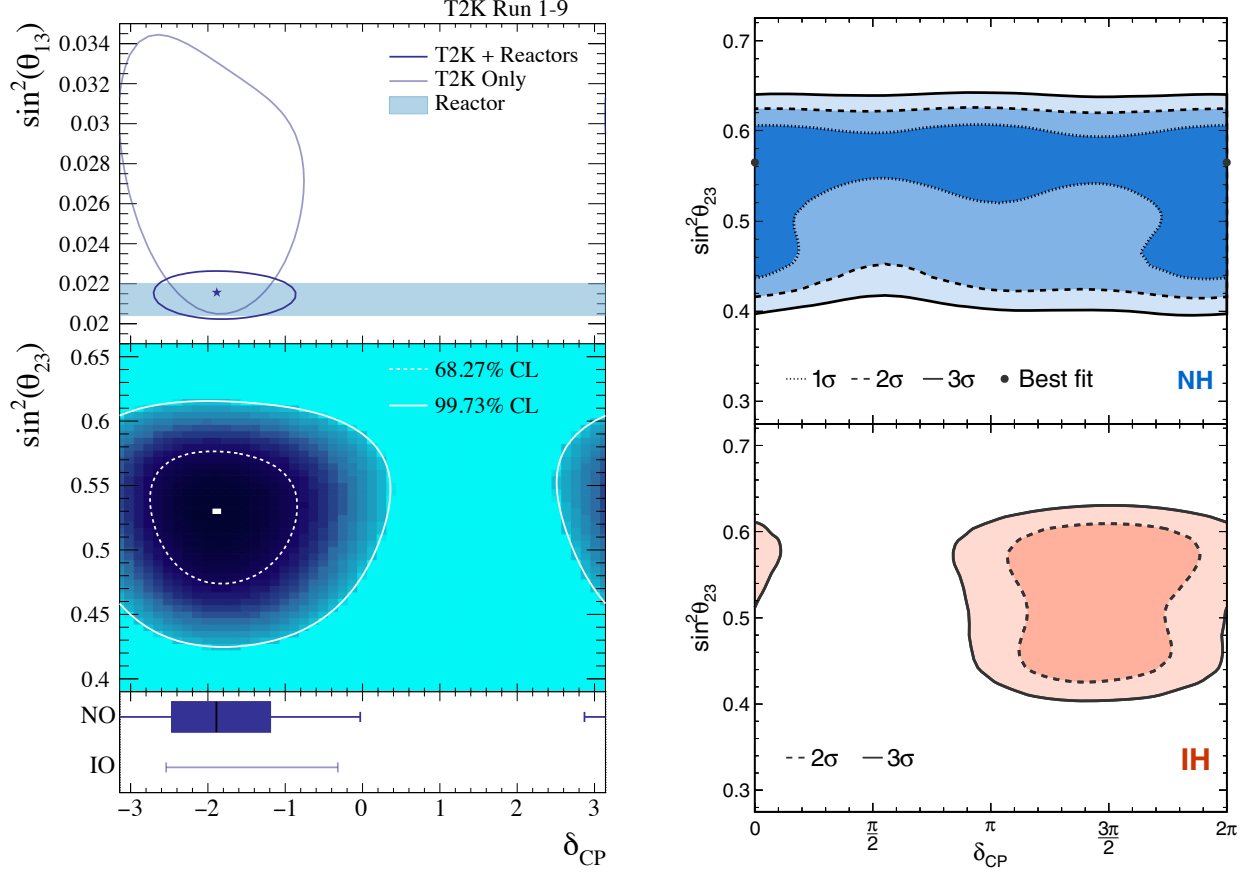 T2K Run 1-9
sin²(θ₁₃)
0.034
0.032
0.03
0.028
0.026
0.024
0.022
0.02
T2K + Reactors
T2K Only
Reactor
sin²(θ₂₃)
0.65
0.6
0.55
0.5
0.45
0.4
68.27% CL
99.73% CL
NO
IO
−3 −2 −1 0 1 2 3
δCP
0.7
0.6
0.5
0.4
0.3
sin²θ₂₃
1σ 2σ 3σ Best fit
NH
0.7
0.6
0.5
0.4
0.3
sin²θ₂₃
2σ 3σ
IH
0 π/2 π 3π/2 2π
δCP